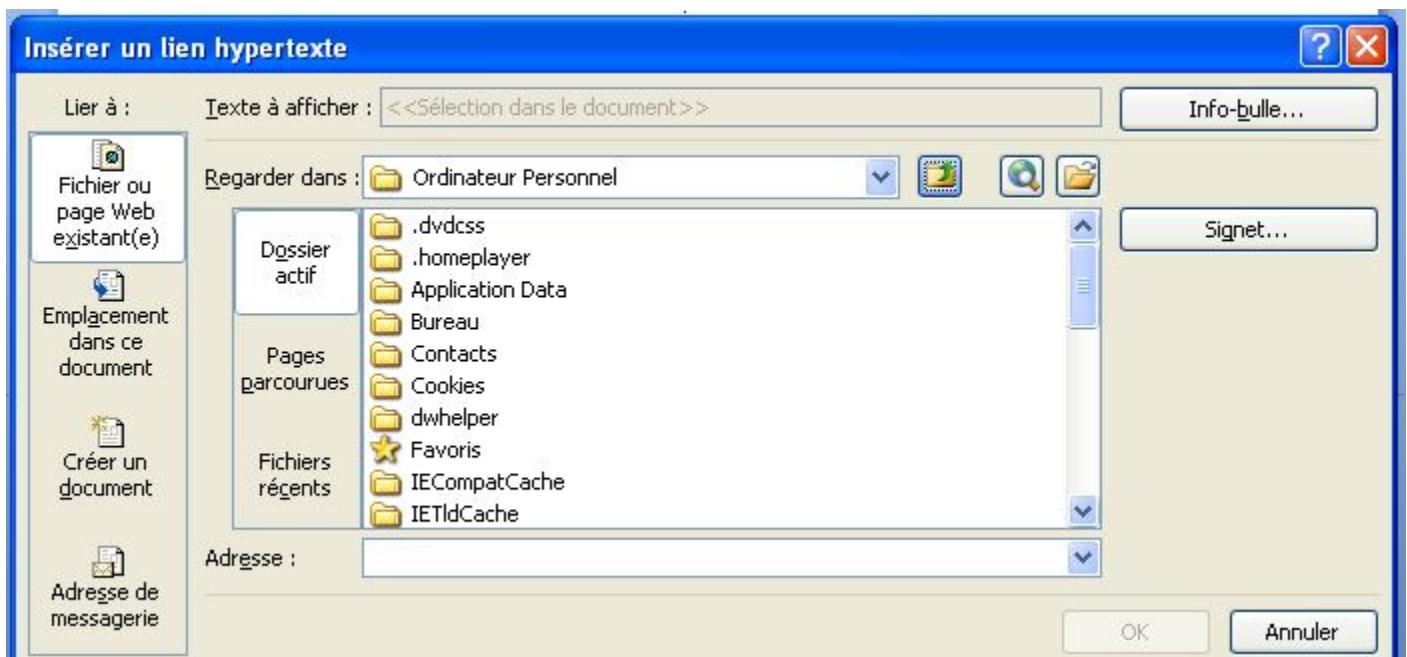 Insérer un lien hypertexte
Lier à :
Texte à afficher : <<Sélection dans le document>>
Info-bulle...
Fichier ou
page Web
existant(e)
Regarder dans : Ordinateur Personnel
Signet...
Emplacement
dans ce
document
Créer un
document
Adresse de
messagerie
Dossier
actif
Pages
parcourues
Fichiers
récents
.dvdcss
.homeplayer
Application Data
Bureau
Contacts
Cookies
dwhelper
Favoris
IECompatCache
IETldCache
Adresse :
OK
Annuler